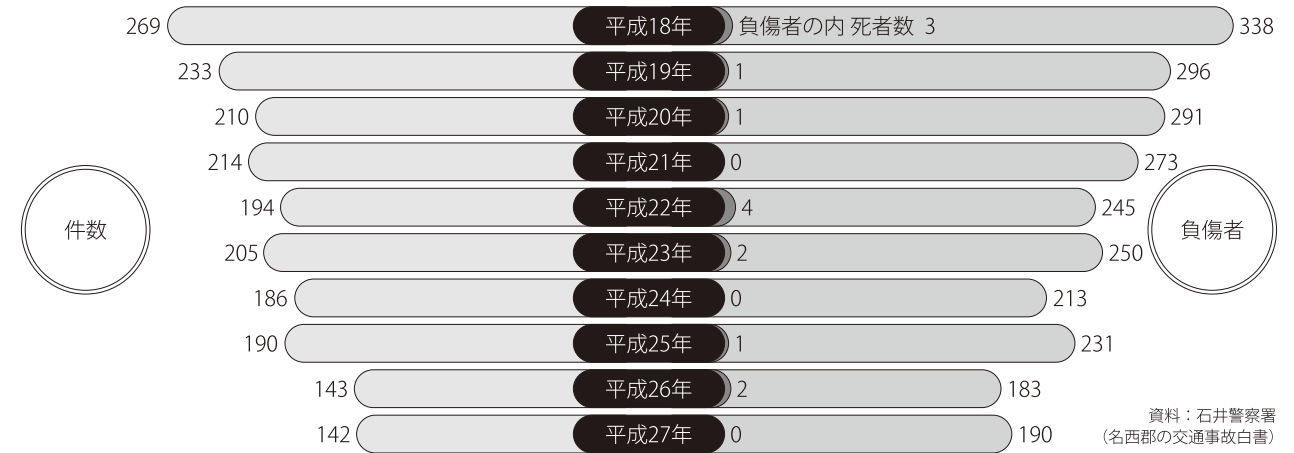 269 平成18年 負傷者の内 死者数 3 338
233 平成19年 1 296
210 平成20年 1 291
214 平成21年 0 273
194 平成22年 4 245
件数
負傷者
205 平成23年 2 250
186 平成24年 0 213
190 平成25年 1 231
143 平成26年 2 183
142 平成27年 0 190
資料：石井警察署
（名西郡の交通事故白書）